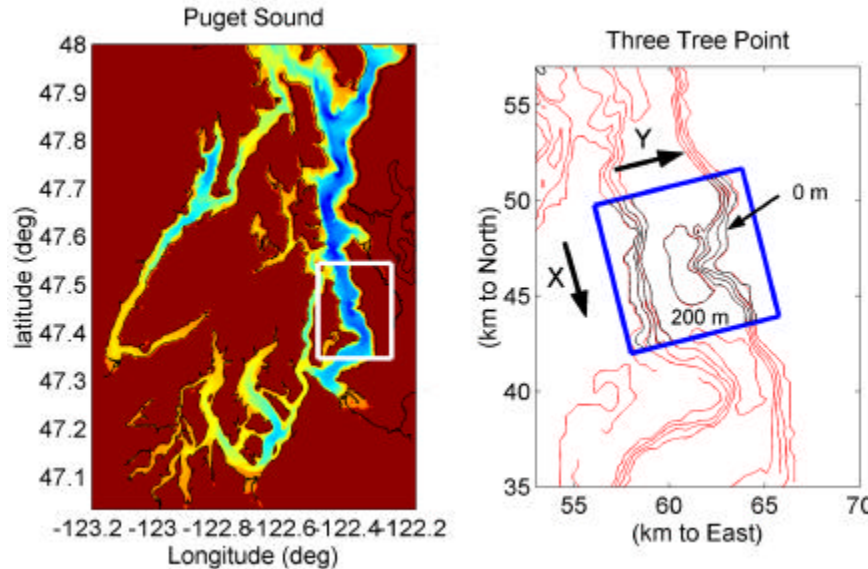 Puget Sound
48
47.9
47.8
47.7
47.6
47.5
47.4
47.3
47.2
47.1
latitude (deg)
-123.2 -123 -122.8 -122.6 -122.4 -122.2
Longitude (deg)
Three Tree Point
55
50
45
40
35
(km to North)
Y
0 m
X
200 m
55 60 65 70
(km to East)